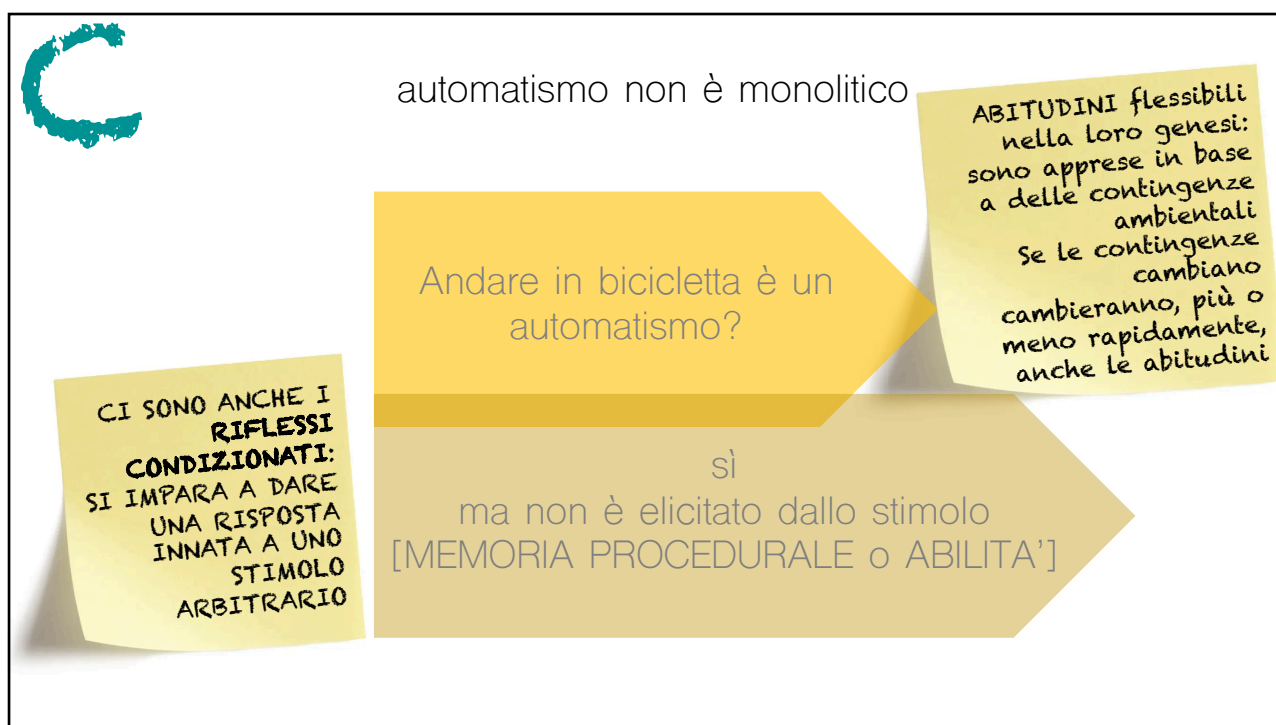 C
automatismo non è monolitico
ABITUDINI flessibili
nella loro genesi:
sono apprese in base
a delle contingenze
ambientali
Se le contingenze
cambiano
cambieranno, più o
meno rapidamente,
anche le abitudini
Andare in bicicletta è un
automatismo?
CI SONO ANCHE I
RIFLESSI
CONDIZIONATI:
SI IMPARA A DARE
UNA RISPOSTA
INNATA A UNO
STIMOLO
ARBITRARIO
sì
ma non è elicitato dallo stimolo
[MEMORIA PROCEDURALE o ABILITA’]